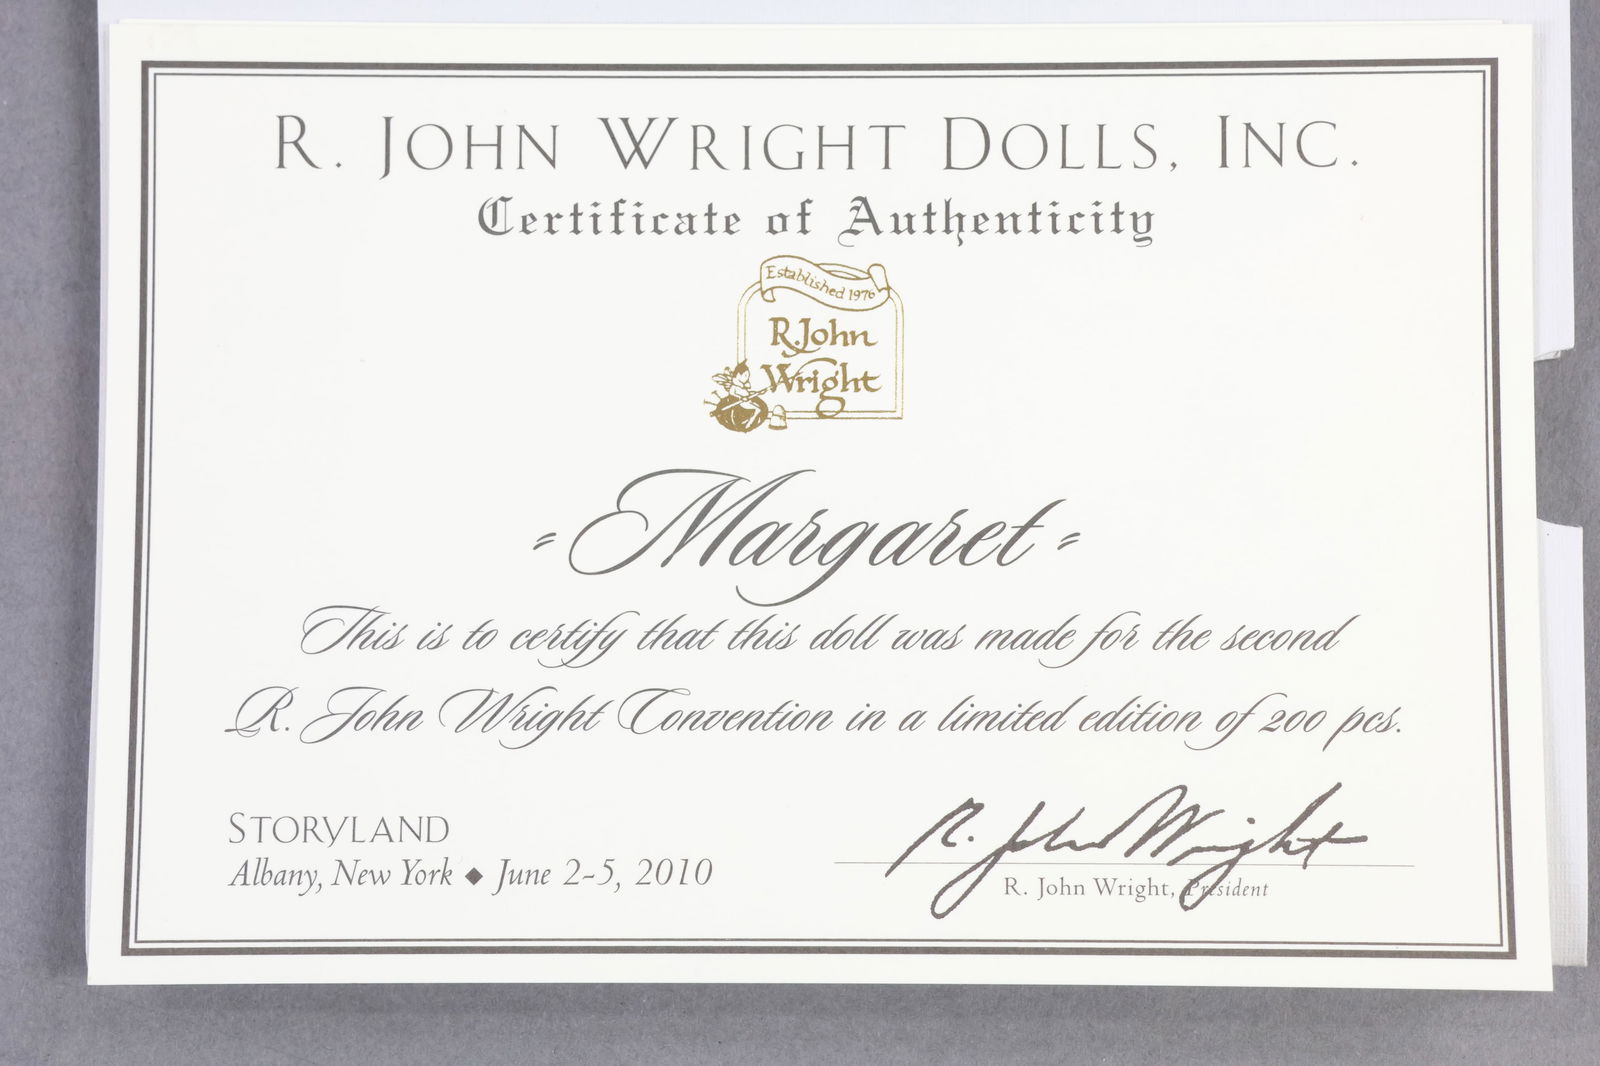 R. JOHN WRIGHT DOLLS, INC.
Certificate of Authenticity
Established 1976
R. John
Wright
Margaret
This is to certify that this doll was made for the second
R. John Wright Convention in a limited edition of 200 pcs.
STORYLAND
Albany, New York ◆ June 2-5, 2010
R. John Wright
R. John Wright, President